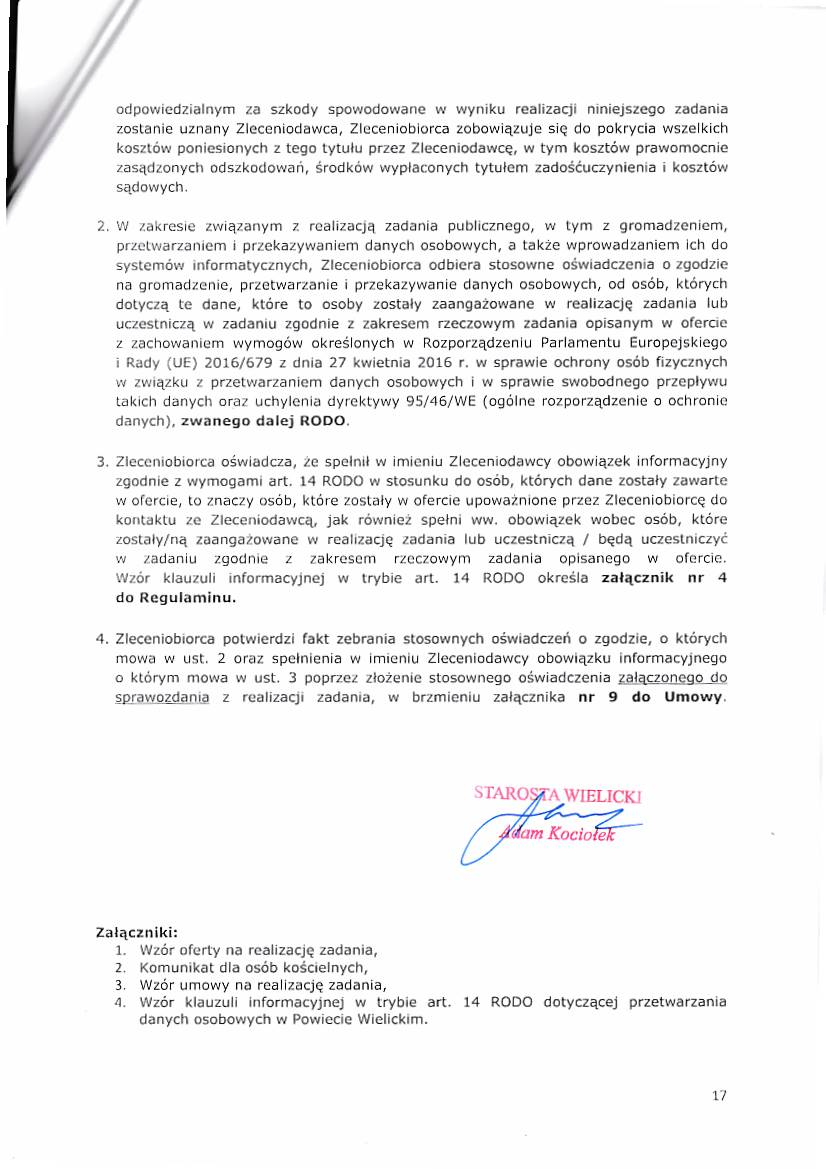 odpowiedzialnym za szkody spowodowane w wyniku realizacji niniejszego zadania
zostanie uznany Zleceniodawca, Zleceniobiorca zobowiązuje się do pokrycia wszelkich
kosztów poniesionych z tego tytułu przez Zleceniodawcę, w tym kosztów prawomocnie
zasądzonych odszkodowań, środków wypłaconych tytułem zadośćuczynienia i kosztów
sądowych.
2. W zakresie związanym z realizacją zadania publicznego, w tym z gromadzeniem,
przetwarzaniem i przekazywaniem danych osobowych, a także wprowadzaniem ich do
systemów informatycznych, Zleceniobiorca odbiera stosowne oświadczenia o zgodzie
na gromadzenie, przetwarzanie i przekazywanie danych osobowych, od osób, których
dotyczą te dane, które to osoby zostały zaangażowane w realizację zadania lub
uczestniczą w zadaniu zgodnie z zakresem rzeczowym zadania opisanym w ofercie
z zachowaniem wymogów określonych w Rozporządzeniu Parlamentu Europejskiego
i Rady (UE) 2016/679 z dnia 27 kwietnia 2016 r. w sprawie ochrony osób fizycznych
w związku z przetwarzaniem danych osobowych i w sprawie swobodnego przepływu
takich danych oraz uchylenia dyrektywy 95/46/WE (ogólne rozporządzenie o ochronie
danych), zwanego dalej RODO.
3. Zleceniobiorca oświadcza, że spełnił w imieniu Zleceniodawcy obowiązek informacyjny
zgodnie z wymogami art. 14 RODO w stosunku do osób, których dane zostały zawarte
w ofercie, to znaczy osób, które zostały w ofercie upoważnione przez Zleceniobiorcę do
kontaktu ze Zleceniodawcą, jak również spełni ww. obowiązek wobec osób, które
zostały/ną zaangażowane w realizację zadania lub uczestniczą / będą uczestniczyć
w zadaniu zgodnie z zakresem rzeczowym zadania opisanego w ofercie.
Wzór klauzuli informacyjnej w trybie art. 14 RODO określa załącznik nr 4
do Regulaminu.
4. Zleceniobiorca potwierdzi fakt zebrania stosownych oświadczeń o zgodzie, o których
mowa w ust. 2 oraz spełnienia w imieniu Zleceniodawcy obowiązku informacyjnego
o którym mowa w ust. 3 poprzez złożenie stosownego oświadczenia załączonego do
sprawozdania z realizacji zadania, w brzmieniu załącznika nr 9 do Umowy.
STAROSTA WIELICKI
Adam Kociołek
Załączniki:
1. Wzór oferty na realizację zadania,
2. Komunikat dla osób kościelnych,
3. Wzór umowy na realizację zadania,
4. Wzór klauzuli informacyjnej w trybie art. 14 RODO dotyczącej przetwarzania
danych osobowych w Powiecie Wielickim.
17